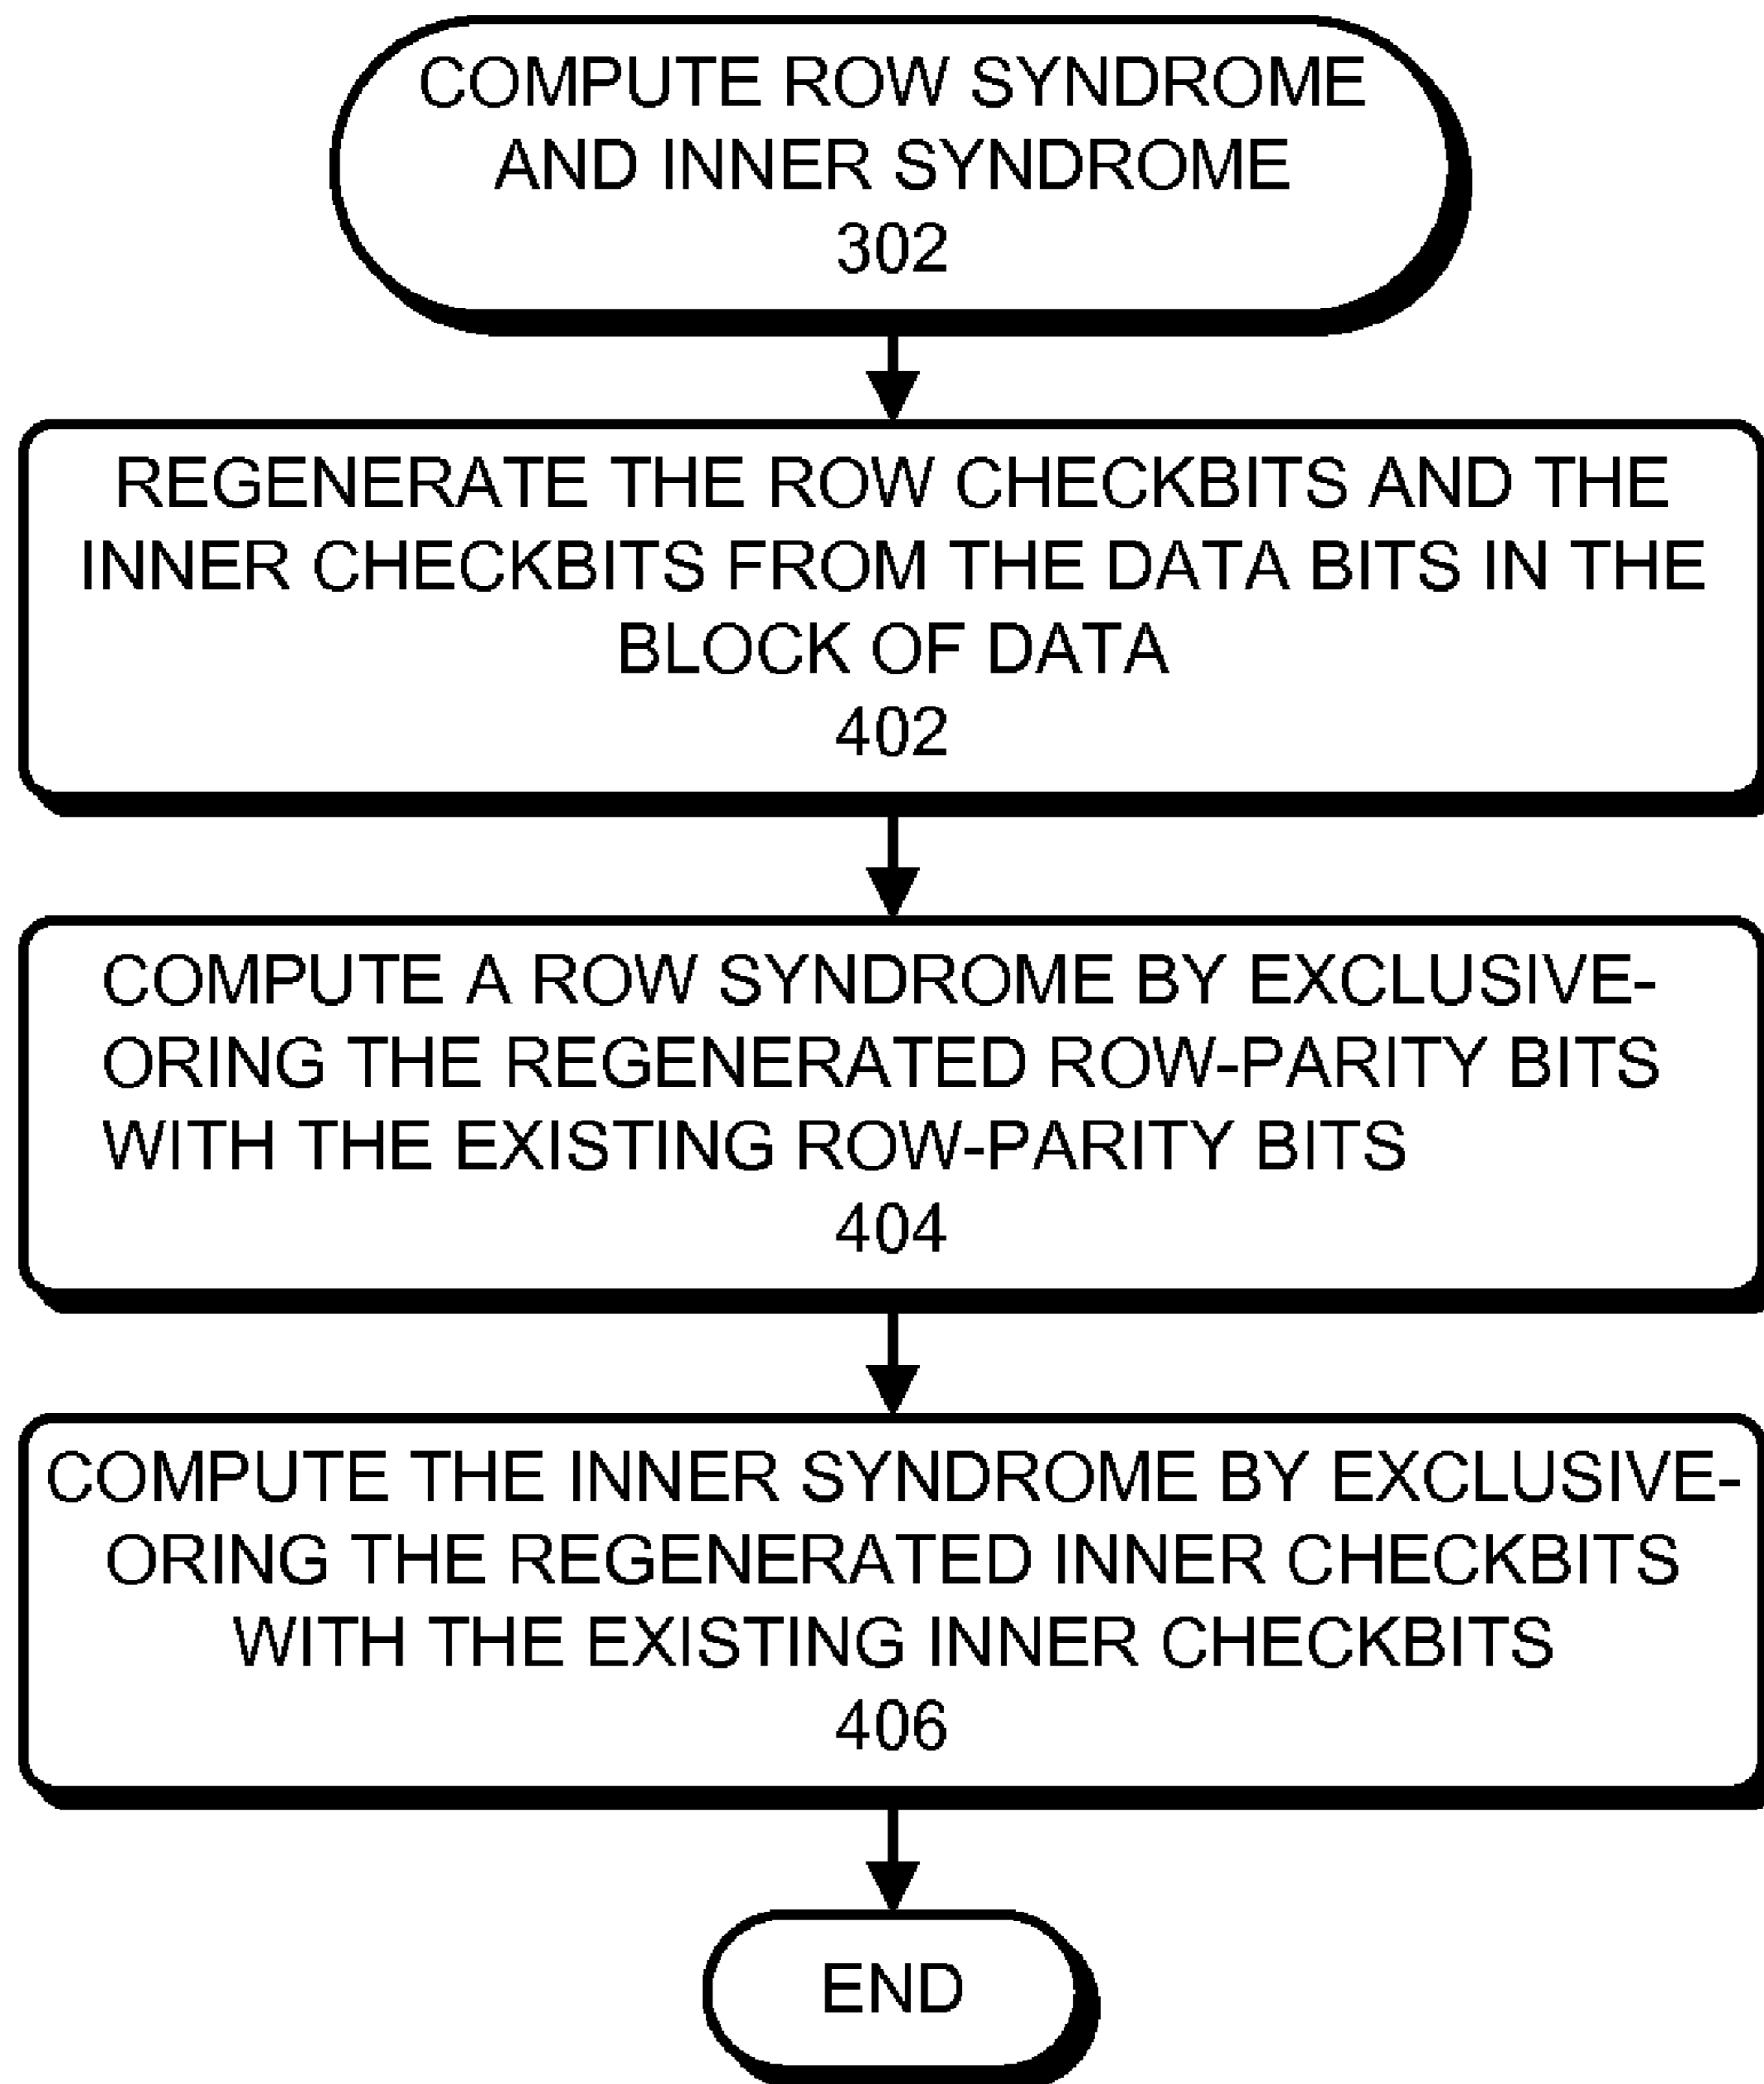 COMPUTE ROW SYNDROME
AND INNER SYNDROME
302
REGENERATE THE ROW CHECKBITS AND THE
INNER CHECKBITS FROM THE DATA BITS IN THE
BLOCK OF DATA
402
COMPUTE A ROW SYNDROME BY EXCLUSIVE-
ORING THE REGENERATED ROW-PARITY BITS
WITH THE EXISTING ROW-PARITY BITS
404
COMPUTE THE INNER SYNDROME BY EXCLUSIVE-
ORING THE REGENERATED INNER CHECKBITS
WITH THE EXISTING INNER CHECKBITS
406
END